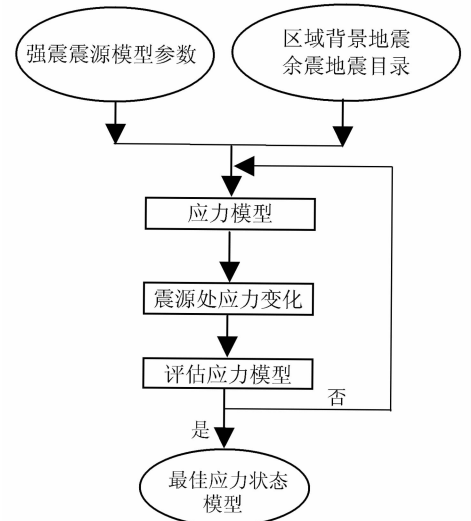 强震震源模型参数
区域背景地震
余震地震目录
应力模型
震源处应力变化
评估应力模型
否
是
最佳应力状态
模型